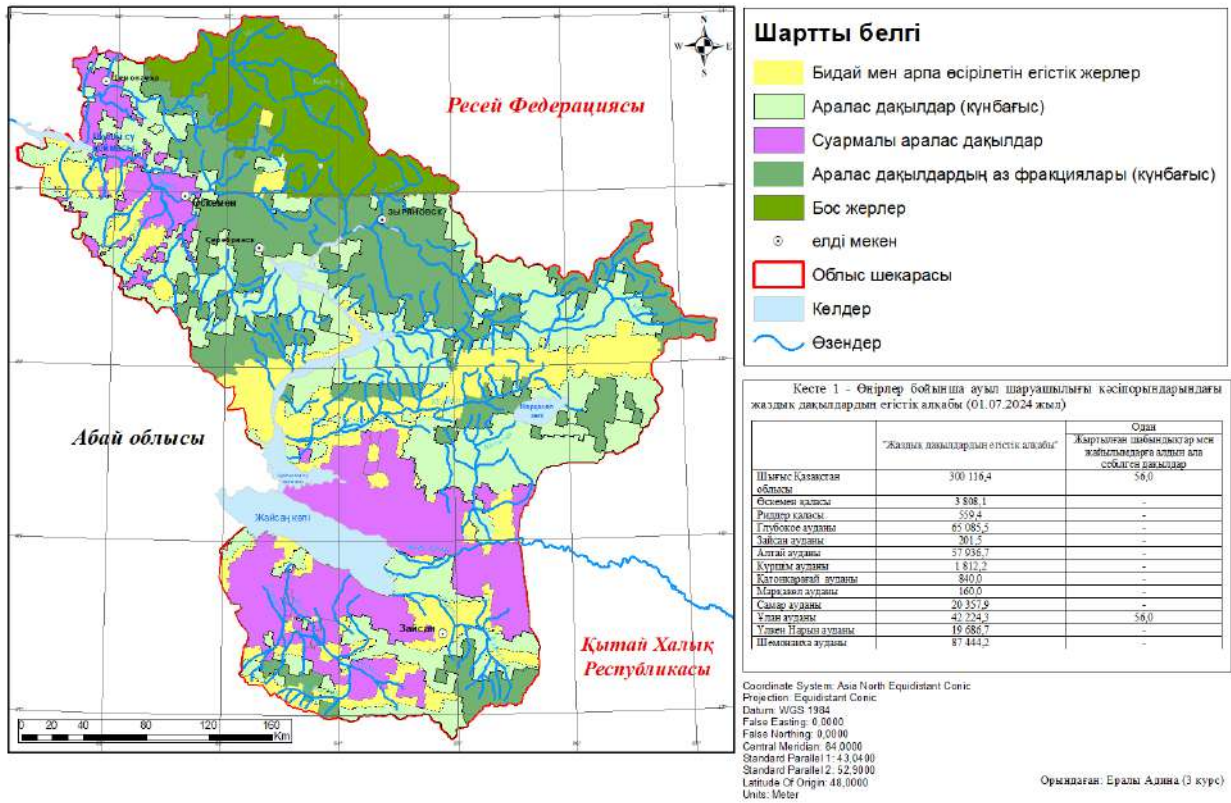 N
W E
S
Шемонаиха
Өскемен
Серебрянск
ЗЫРЯНОВСК
Ресей Федерациясы
Абай облысы
Жайсаң көлі
Зайсан
Қытай Халық
Республикасы
0 20 40 80 120 160
Km
Шартты белгі
Бидай мен арпа өсірілетін егістік жерлер
Аралас дақылдар (күнбағыс)
Суармалы аралас дақылдар
Аралас дақылдардың аз фракциялары (күнбағыс)
Бос жерлер
елді мекен
Облыс шекарасы
Көлдер
Өзендер
Кесте 1 - Өңірлер бойынша ауыл шаруашылығы кәсіпорындарындағы
жаздық дақылдардың егістік алқабы (01.07.2024 жыл)
"Жаздық дақылдардың егістік алқабы"
Одан
Жыртылған шабындықтар мен
жайылымдарға алдын ала
себілген дақылдар
Шығыс Қазақстан
облысы 300 116,4 56,0
Өскемен қаласы 3 808,1 -
Риддер қаласы 559,4 -
Глубокое ауданы 65 085,5 -
Зайсан ауданы 201,5 -
Алтай ауданы 57 936,7 -
Күршім ауданы 1 812,2 -
Катонқарағай ауданы 840,0 -
Марқакөл ауданы 160,0 -
Самар ауданы 20 357,9 -
Ұлан ауданы 42 224,3 56,0
Үлкен Нарын ауданы 19 686,7 -
Шемонаиха ауданы 87 444,2 -
Coordinate System: Asia North Equidistant Conic
Projection: Equidistant Conic
Datum: WGS 1984
False Easting: 0,0000
False Northing: 0,0000
Central Meridian: 84,0000
Standard Parallel 1: 43,0400
Standard Parallel 2: 52,9000
Latitude Of Origin: 48,0000
Units: Meter
Орындаған: Ералы Адина (3 курс)